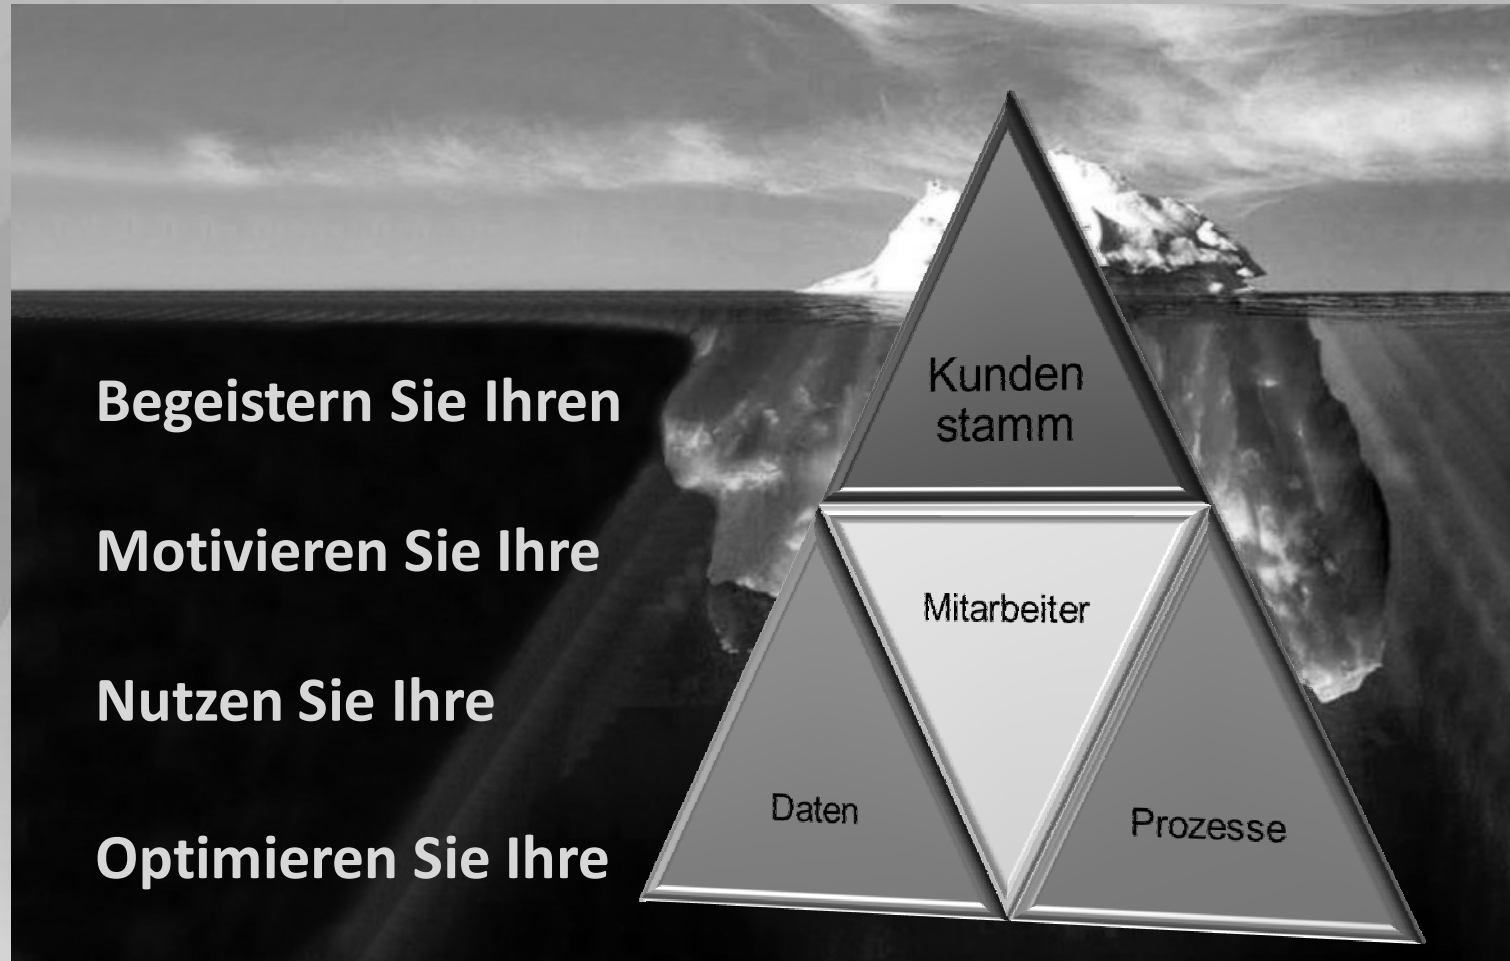 Begeistern Sie Ihren
Kunden
stamm
Motivieren Sie Ihre
Mitarbeiter
Nutzen Sie Ihre
Daten
Optimieren Sie Ihre
Prozesse